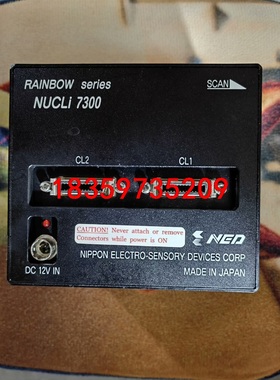 RAINBOW series
SCAN
NUCLi 7300
CL2
CL1
18359735209
CAUTION! Never attach or remove
Connectors while power is ON
NED
DC 12V IN
NIPPON ELECTRO-SENSORY DEVICES CORP
MADE IN JAPAN